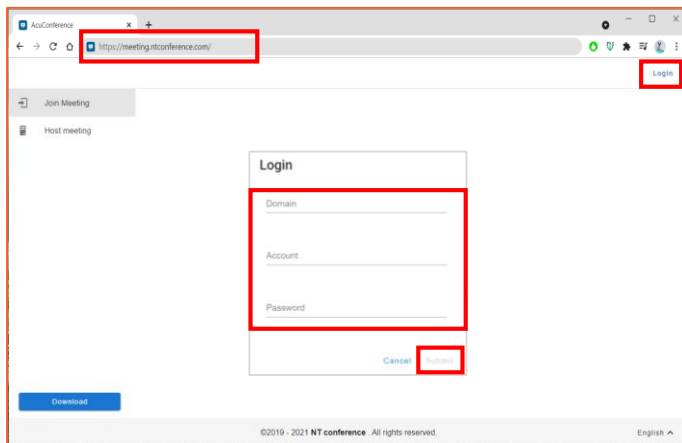 AcuConference
https://meeting.ntconference.com/
Login
Join Meeting
Host meeting
Login
Domain
Account
Password
Cancel Submit
Download
©2019 - 2021 NT conference . All rights reserved.
English